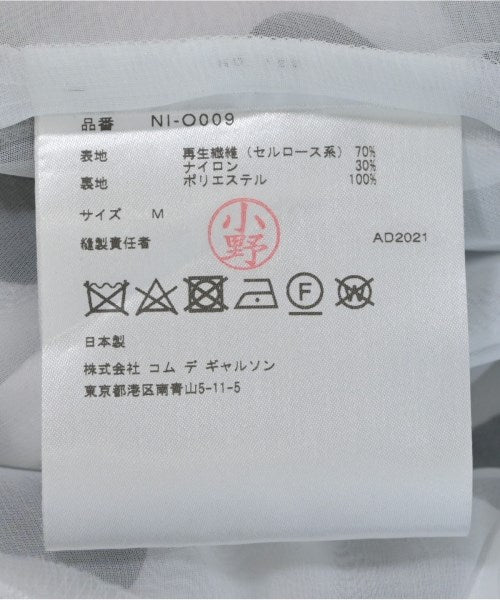 品番 NI-O009
表地 再生繊維（セルロース系） 70%
ナイロン 30%
裏地 ポリエステル 100%
サイズ M
縫製責任者 小野 AD2021
F W
日本製
株式会社 コム デ ギャルソン
東京都港区南青山5-11-5